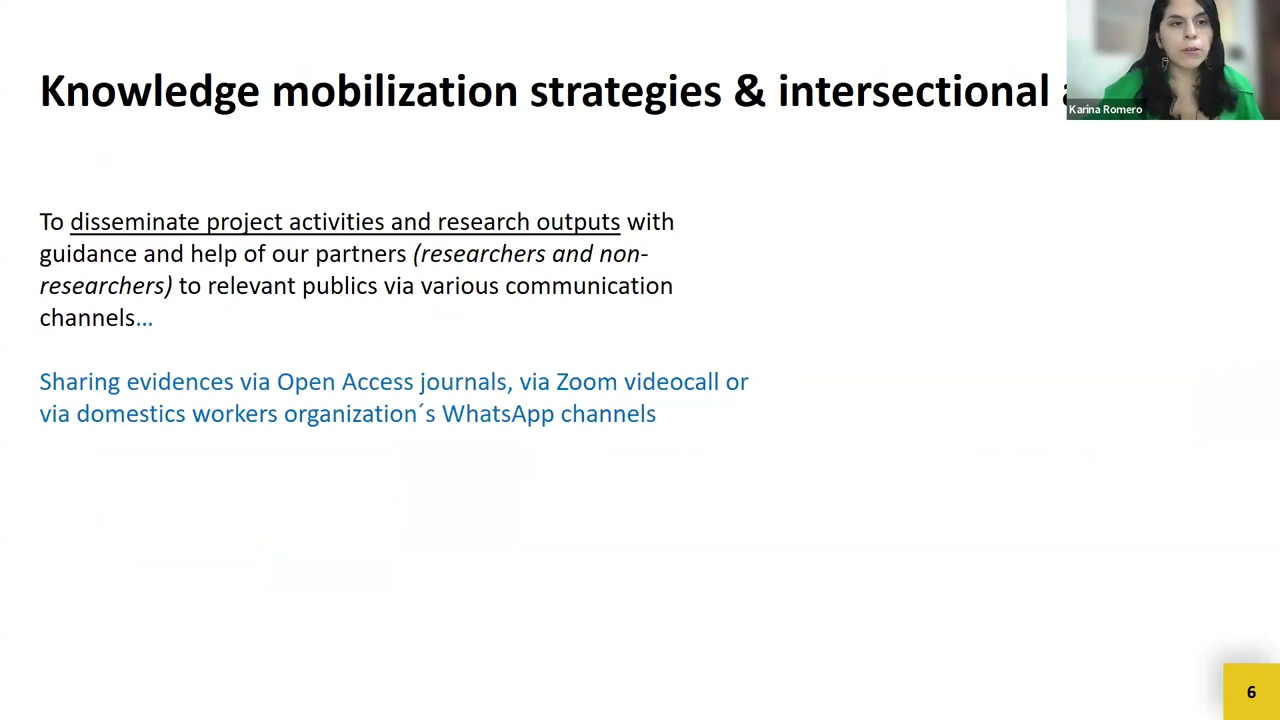 Knowledge mobilization strategies & intersectional
Karina Romero
To disseminate project activities and research outputs with
guidance and help of our partners (researchers and non-
researchers) to relevant publics via various communication
channels…
Sharing evidences via Open Access journals, via Zoom videocall or
via domestics workers organization´s WhatsApp channels
6